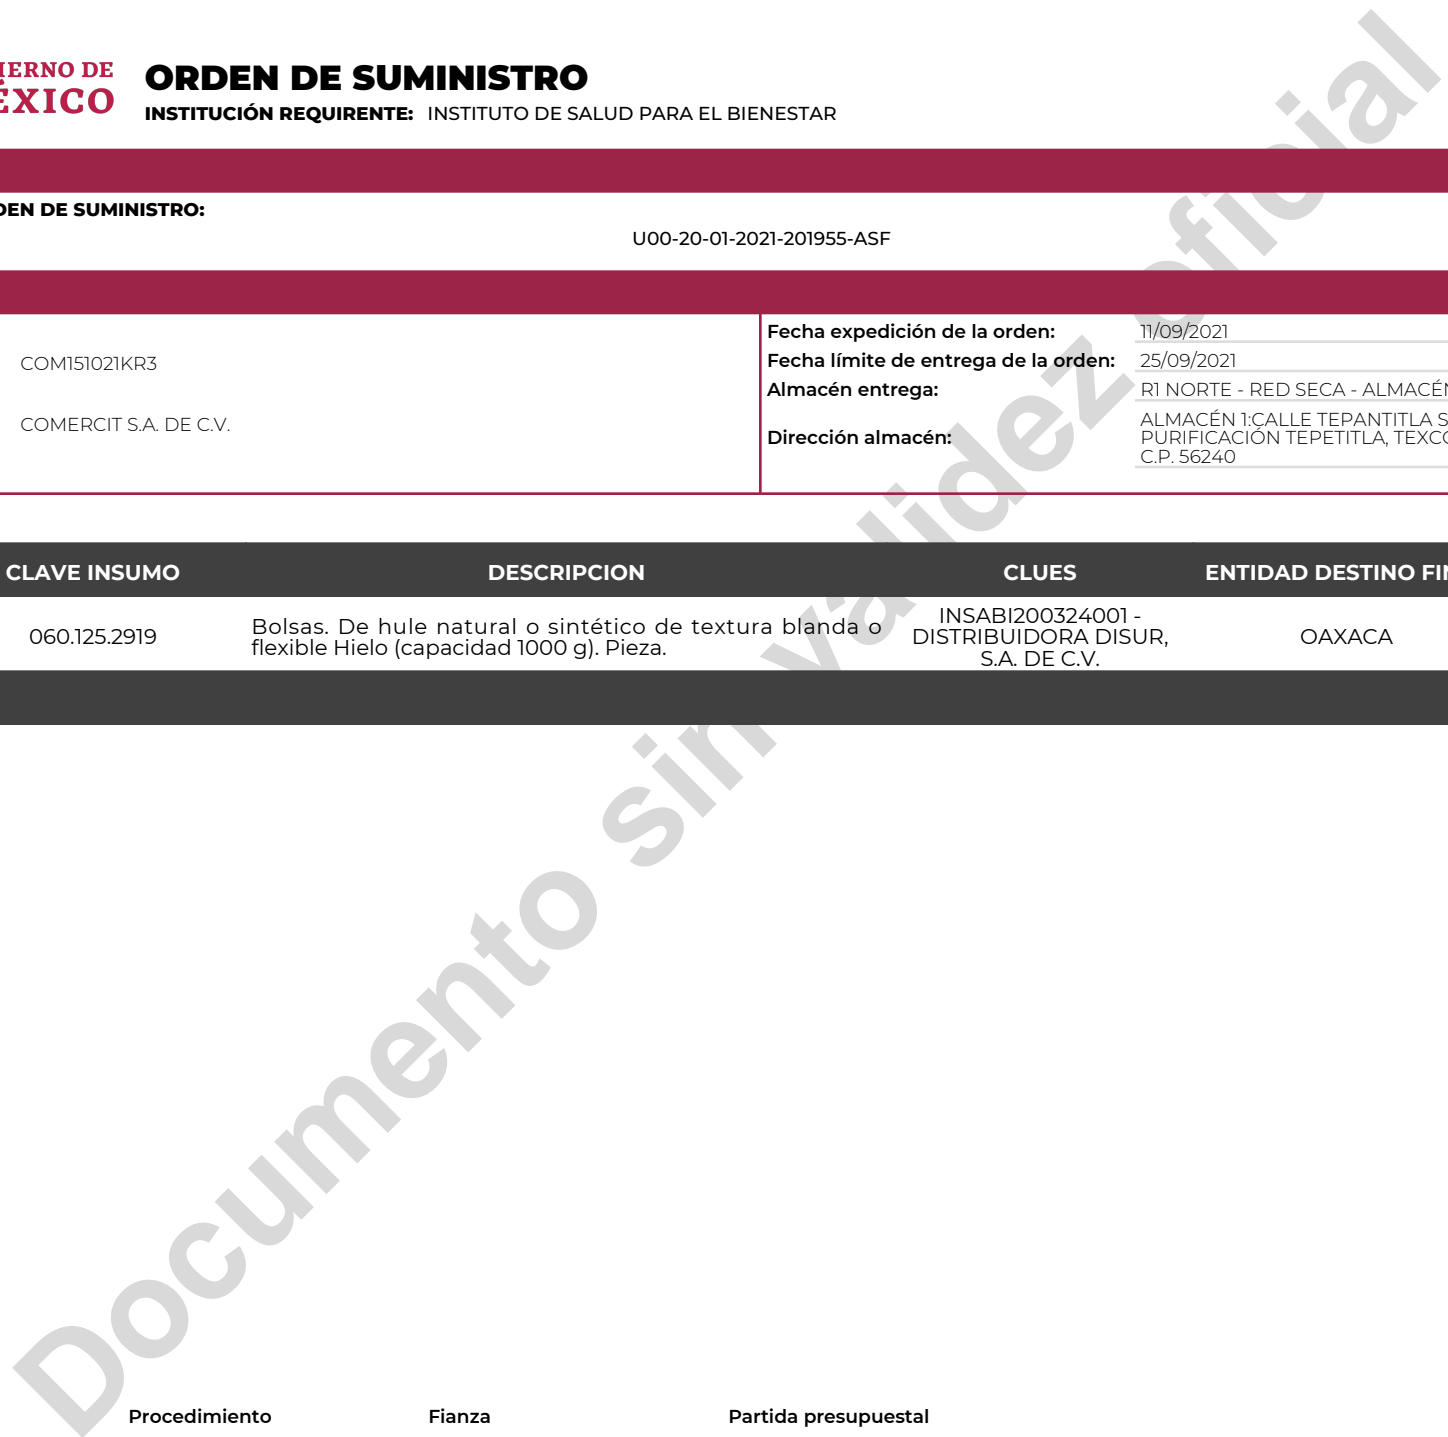 IERNO DE
ÉXICO
ORDEN DE SUMINISTRO
INSTITUCIÓN REQUIRENTE: INSTITUTO DE SALUD PARA EL BIENESTAR
DEN DE SUMINISTRO:
U00-20-01-2021-201955-ASF
COM151021KR3
COMERCIT S.A. DE C.V.
Fecha expedición de la orden: 11/09/2021
Fecha límite de entrega de la orden: 25/09/2021
Almacén entrega: R1 NORTE - RED SECA - ALMACÉN
Dirección almacén: ALMACÉN 1:CALLE TEPANTITLA S
PURIFICACIÓN TEPETITLA, TEXCO
C.P. 56240
CLAVE INSUMO DESCRIPCION CLUES ENTIDAD DESTINO FIN
060.125.2919
Bolsas. De hule natural o sintético de textura blanda o
flexible Hielo (capacidad 1000 g). Pieza.
INSABI200324001 -
DISTRIBUIDORA DISUR,
S.A. DE C.V.
OAXACA
Documento sin validez oficial
Procedimiento Fianza Partida presupuestal